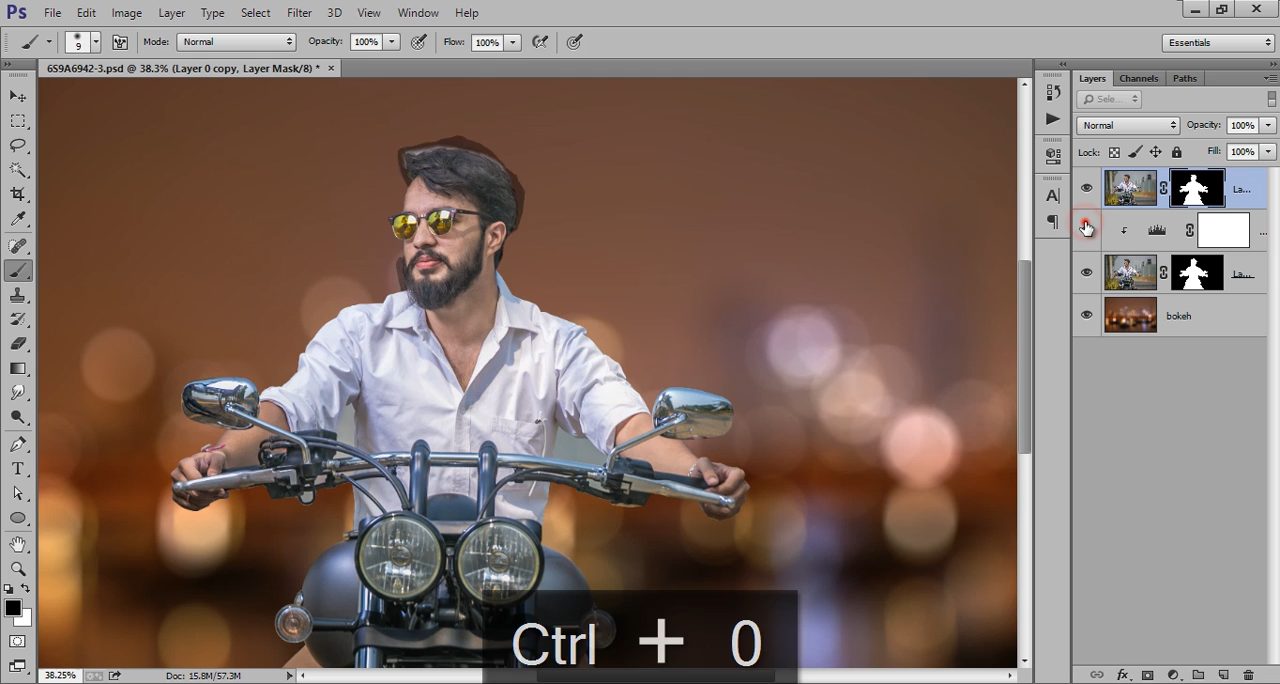 Ps File Edit Image Layer Type Select Filter 3D View Window Help
9 Mode: Normal Opacity: 100% Flow: 100% Essentials
6S9A6942-3.psd @ 38.3% (Layer 0 copy, Layer Mask/8) * ×
Layers Channels Paths
Sele...
Normal Opacity: 100%
Lock: Fill: 100%
La...
...
La...
bokeh
Ctrl + 0
38.25% Doc: 15.8M/57.3M